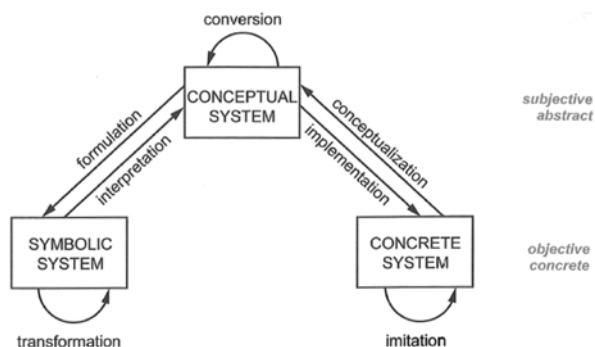 conversion
CONCEPTUAL
SYSTEM
subjective
abstract
formulation
interpretation
conceptualization
implementation
SYMBOLIC
SYSTEM
CONCRETE
SYSTEM
objective
concrete
transformation
imitation